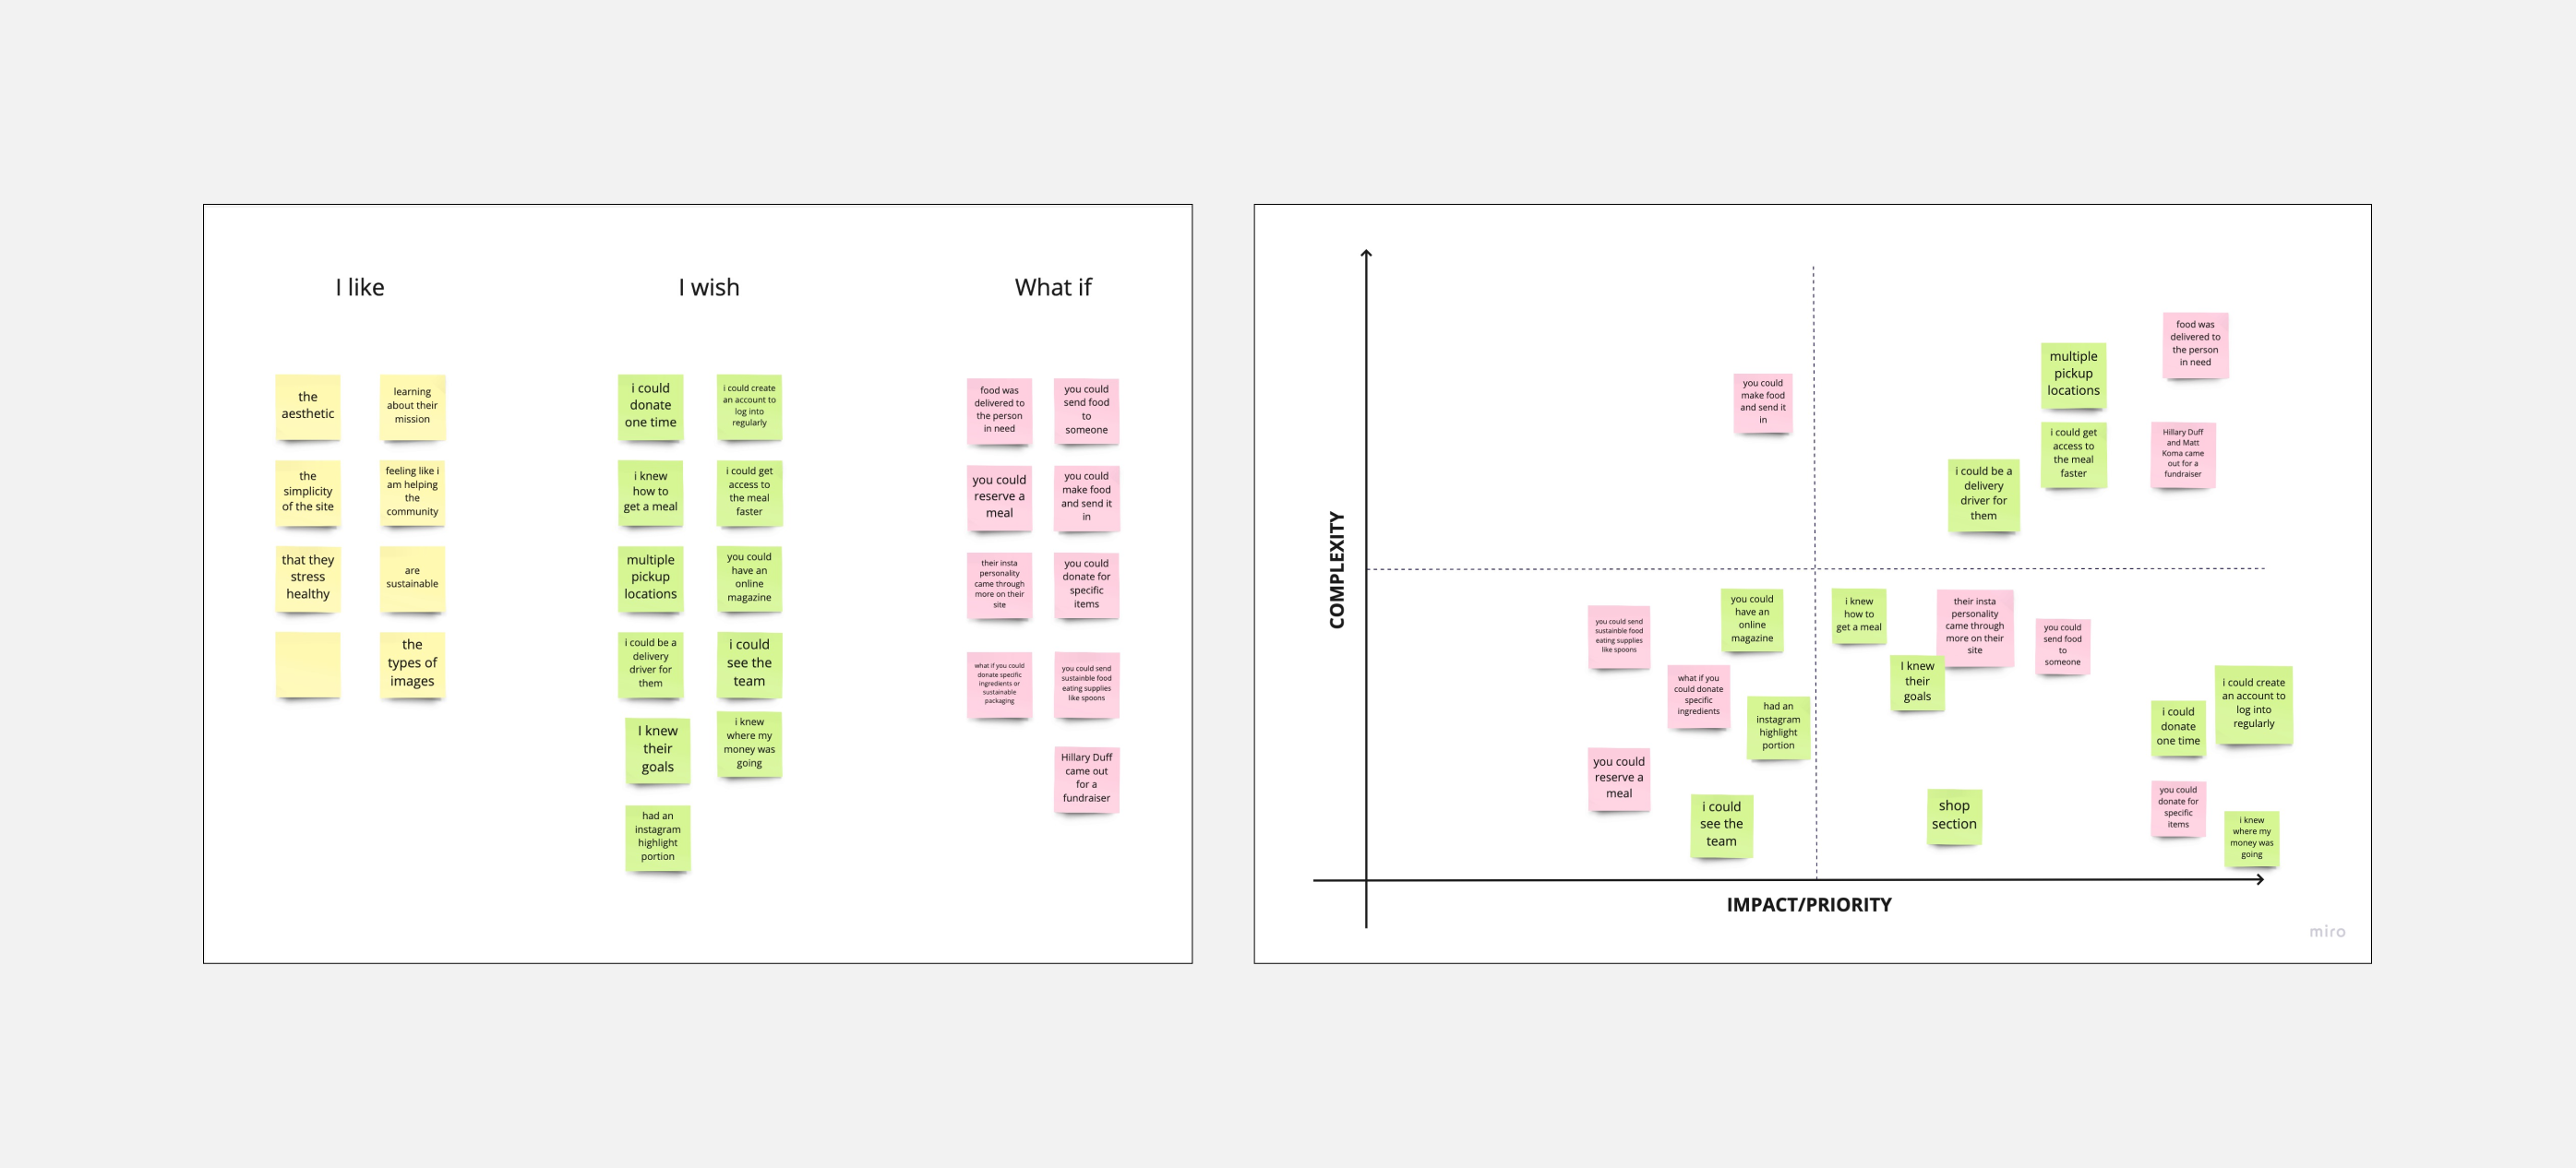 I like
I wish
What if
the
aesthetic
learning
about their
mission
the
simplicity
of the site
feeling like i
am helping
the
community
that they
stress
healthy
are
sustainable
the
types of
images
i could
donate
one time
i could create
an account to
log into
regularly
i knew
how to
get a meal
i could get
access to
the meal
faster
multiple
pickup
locations
you could
have an
online
magazine
i could be a
delivery
driver for
them
i could
see the
team
I knew
their
goals
i knew
where my
money was
going
had an
instagram
highlight
portion
food was
delivered to
the person
in need
you could
send food
to
someone
you could
reserve a
meal
you could
make food
and send it
in
their insta
personality
came through
more on their
site
you could
donate for
specific
items
what if you could
donate specific
ingredients or
sustainable
packaging
you could send
sustainble food
eating supplies
like spoons
Hillary Duff
came out
for a
fundraiser
COMPLEXITY
you could
make food
and send it
in
multiple
pickup
locations
food was
delivered to
the person
in need
i could be a
delivery
driver for
them
i could get
access to
the meal
faster
Hillary Duff
and Matt
Koma came
out for a
fundraiser
you could send
sustainble food
eating supplies
like spoons
you could
have an
online
magazine
what if you
could donate
specific
ingredients
had an
instagram
highlight
portion
you could
reserve a
meal
i could
see the
team
i knew
how to
get a meal
their insta
personality
came through
more on their
site
you could
send food
to
someone
I knew
their
goals
i could
donate
one time
i could create
an account to
log into
regularly
shop
section
you could
donate for
specific
items
i knew
where my
money was
going
IMPACT/PRIORITY
miro